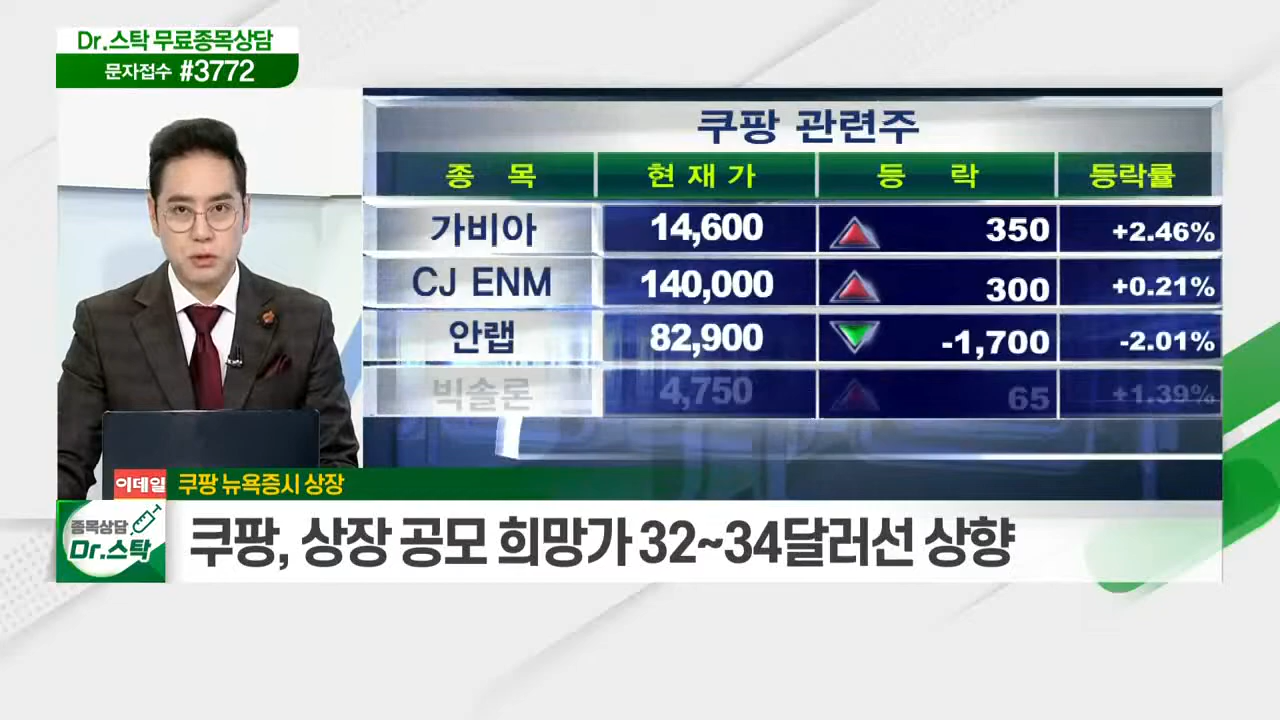 Dr.스탁 무료종목상담
문자접수 #3772
쿠팡 관련주
종 목 현재가 등 락 등락률
가비아 14,600 350 +2.46%
CJ ENM 140,000 300 +0.21%
안랩 82,900 -1,700 -2.01%
빅솔론 4,750 65 +1.39%
이데일리 쿠팡 뉴욕증시 상장
종목상담
Dr.스탁
쿠팡, 상장 공모 희망가 32~34달러선 상향